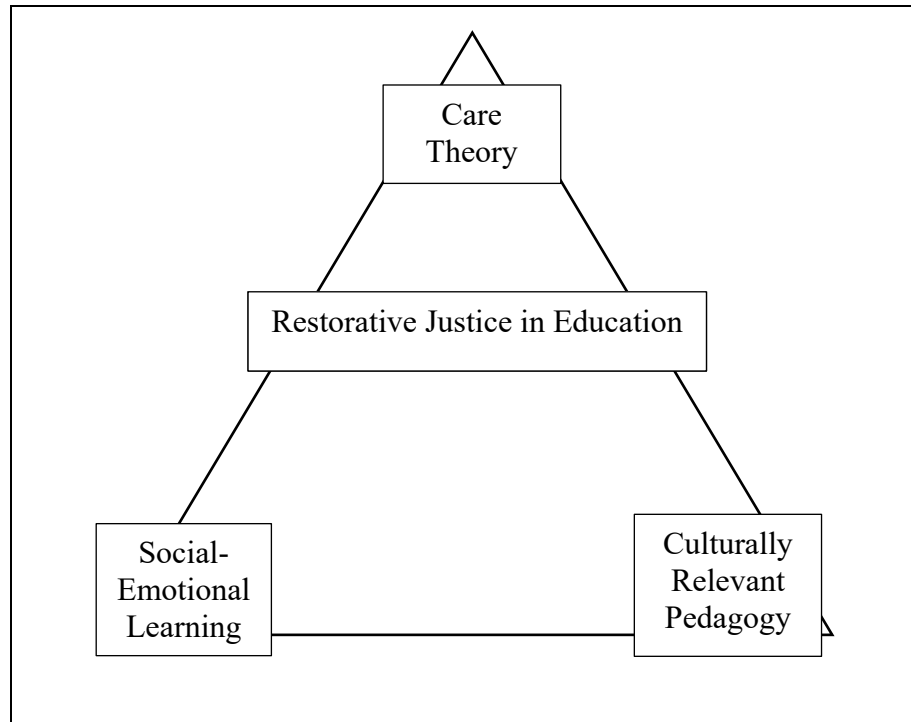 Care
Theory
Restorative Justice in Education
Social-
Emotional
Learning
Culturally
Relevant
Pedagogy